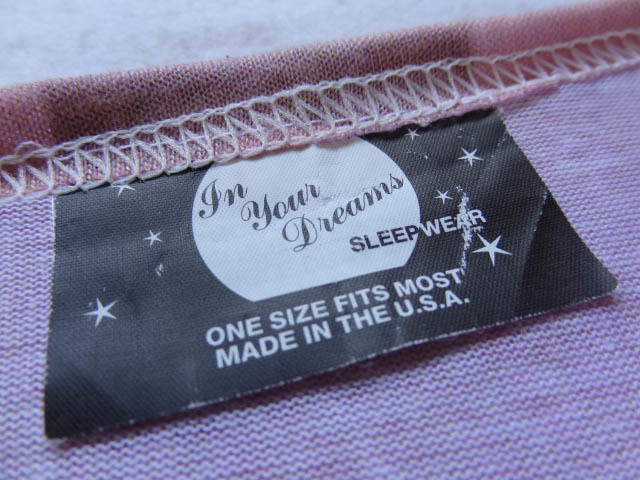 In
Your
Dreams
SLEEPWEAR
ONE SIZE FITS MOST
MADE IN THE U.S.A.